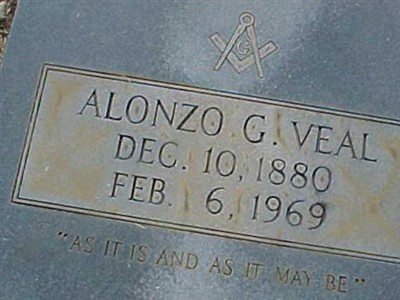 G
ALONZO G. VEAL
DEC. 10, 1880
FEB. 6, 1969
"AS IT IS AND AS IT MAY BE"